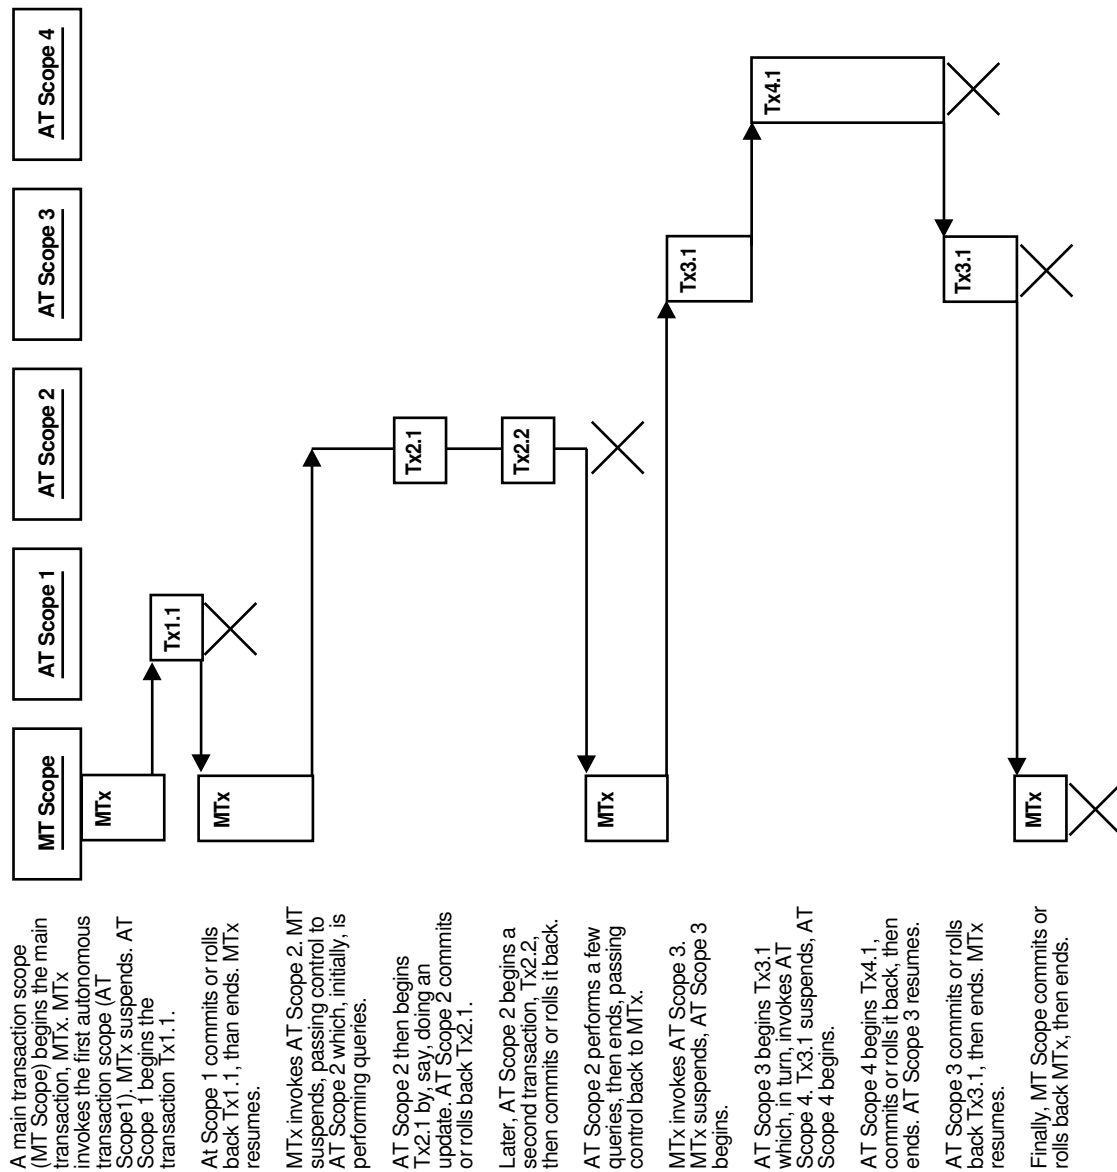 A main transaction scope
(MT Scope) begins the main
transaction, MTx. MTx
invokes the first autonomous
transaction scope (AT
Scope1). MTx suspends. AT
Scope 1 begins the
transaction Tx1.1.
At Scope 1 commits or rolls
back Tx1.1, than ends. MTx
resumes.
MTx invokes AT Scope 2. MT
suspends, passing control to
AT Scope 2 which, initially, is
performing queries.
AT Scope 2 then begins
Tx2.1 by, say, doing an
update. AT Scope 2 commits
or rolls back Tx2.1.
Later, AT Scope 2 begins a
second transaction, Tx2.2,
then commits or rolls it back.
AT Scope 2 performs a few
queries, then ends, passing
control back to MTx.
MTx invokes AT Scope 3.
MTx suspends, AT Scope 3
begins.
AT Scope 3 begins Tx3.1
which, in turn, invokes AT
Scope 4. Tx3.1 suspends, AT
Scope 4 begins.
AT Scope 4 begins Tx4.1,
commits or rolls it back, then
ends. AT Scope 3 resumes.
AT Scope 3 commits or rolls
back Tx3.1, then ends. MTx
resumes.
Finally, MT Scope commits or
rolls back MTx, then ends.
MT Scope
AT Scope 1
AT Scope 2
AT Scope 3
AT Scope 4
MTx
Tx1.1
MTx
Tx2.1
Tx2.2
MTx
Tx3.1
Tx4.1
Tx3.1
MTx